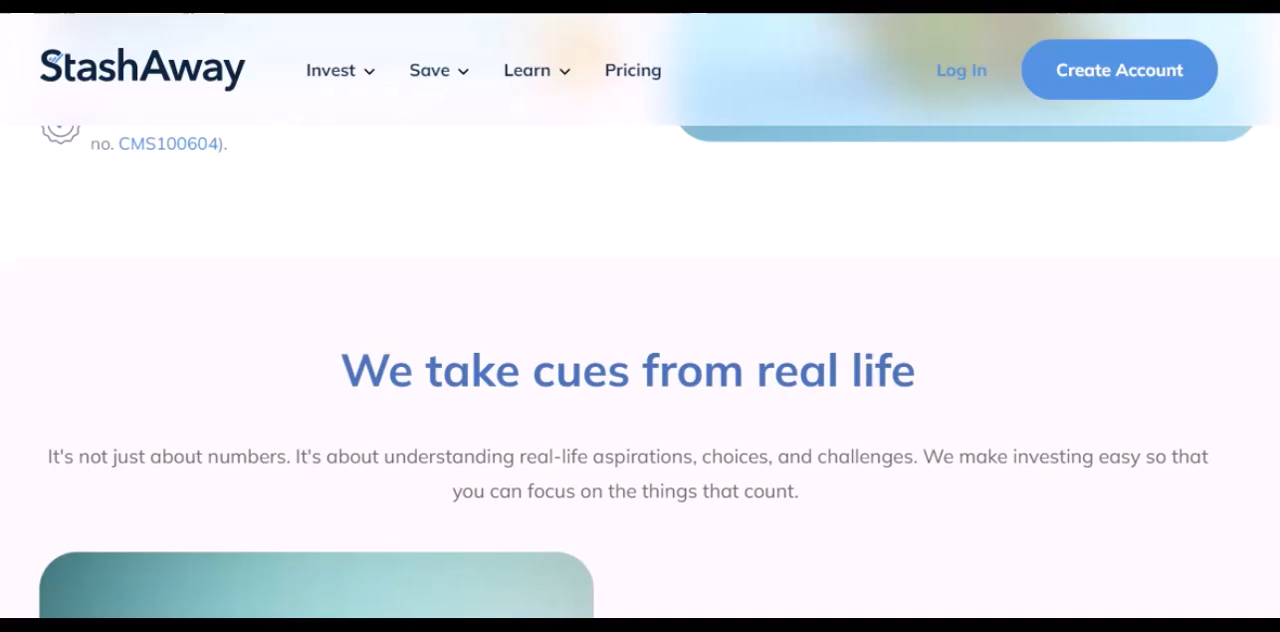 StashAway Invest Save Learn Pricing Log In Create Account
no. CMS100604).
We take cues from real life
It's not just about numbers. It's about understanding real-life aspirations, choices, and challenges. We make investing easy so that
you can focus on the things that count.